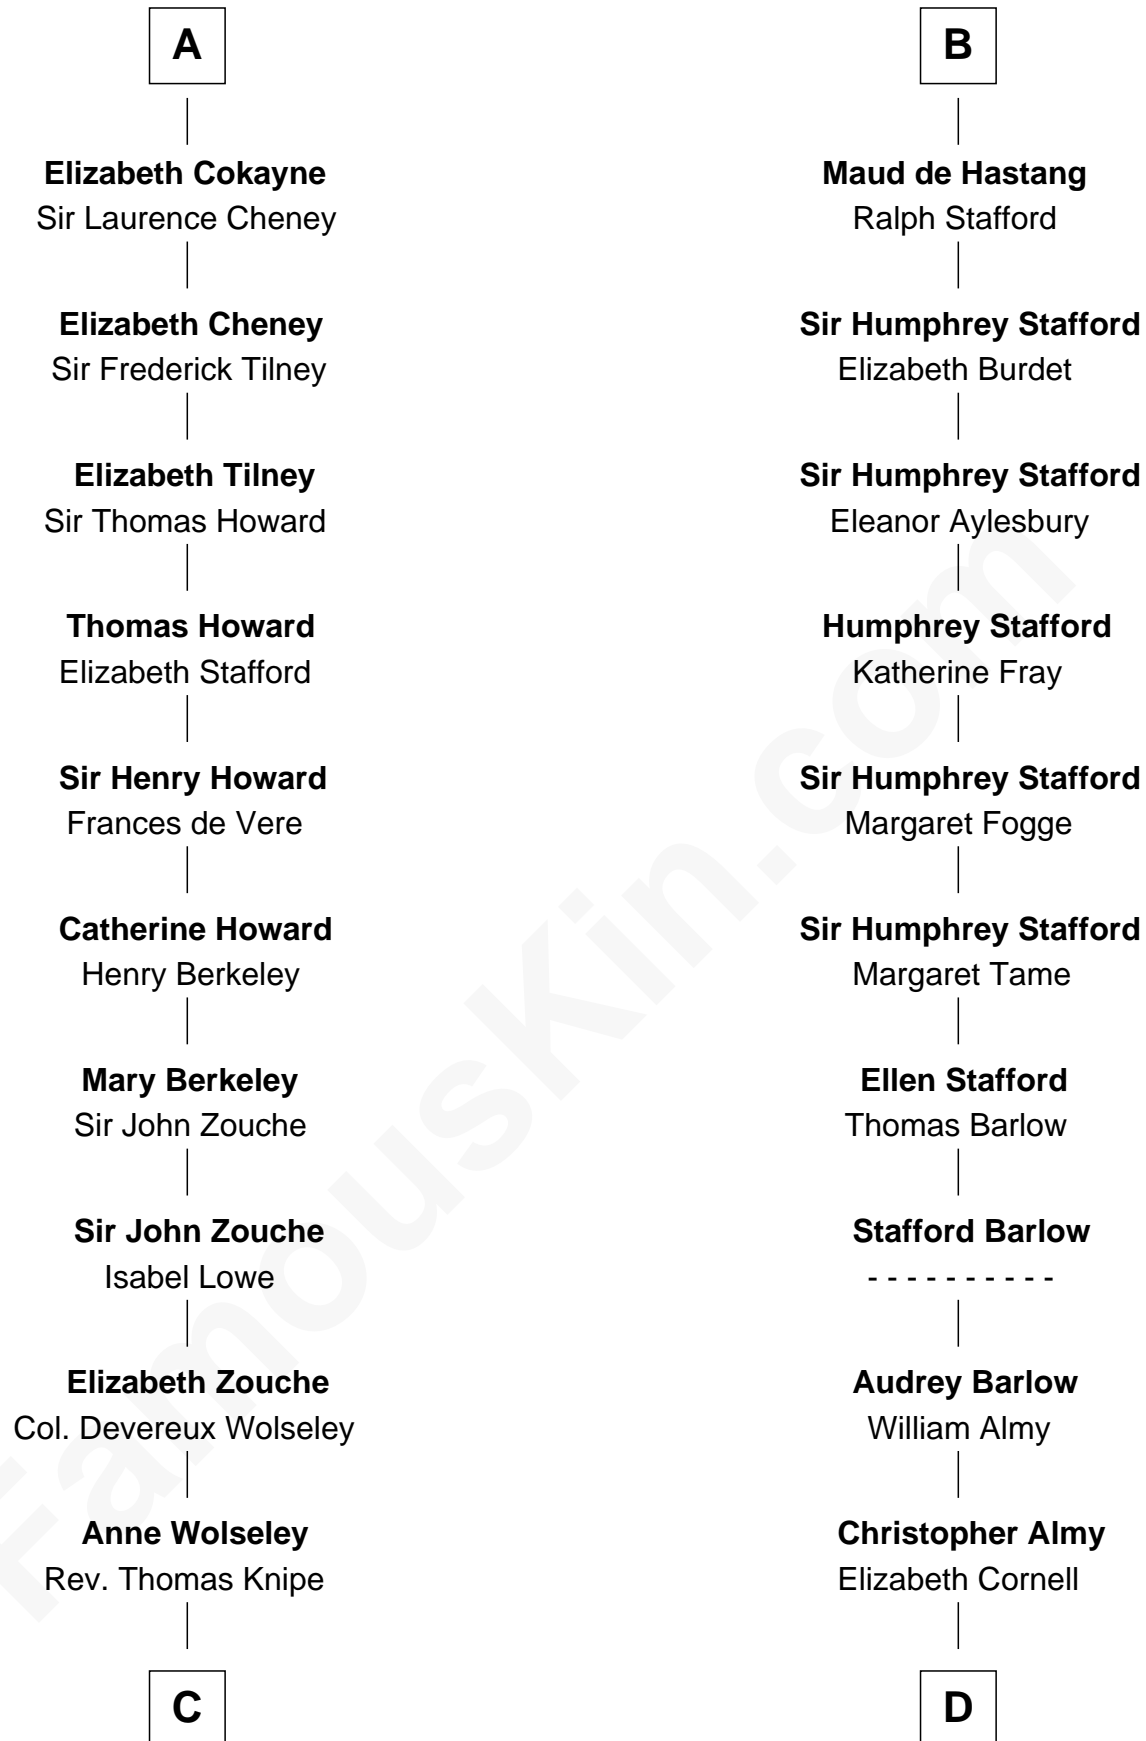 A
Elizabeth Cokayne
Sir Laurence Cheney
Elizabeth Cheney
Sir Frederick Tilney
Elizabeth Tilney
Sir Thomas Howard
Thomas Howard
Elizabeth Stafford
Sir Henry Howard
Frances de Vere
Catherine Howard
Henry Berkeley
Mary Berkeley
Sir John Zouche
Sir John Zouche
Isabel Lowe
Elizabeth Zouche
Col. Devereux Wolseley
Anne Wolseley
Rev. Thomas Knipe
C
B
Maud de Hastang
Ralph Stafford
Sir Humphrey Stafford
Elizabeth Burdet
Sir Humphrey Stafford
Eleanor Aylesbury
Humphrey Stafford
Katherine Fray
Sir Humphrey Stafford
Margaret Fogge
Sir Humphrey Stafford
Margaret Tame
Ellen Stafford
Thomas Barlow
Stafford Barlow
- - - - - - - - - -
Audrey Barlow
William Almy
Christopher Almy
Elizabeth Cornell
D
FamousKin.com